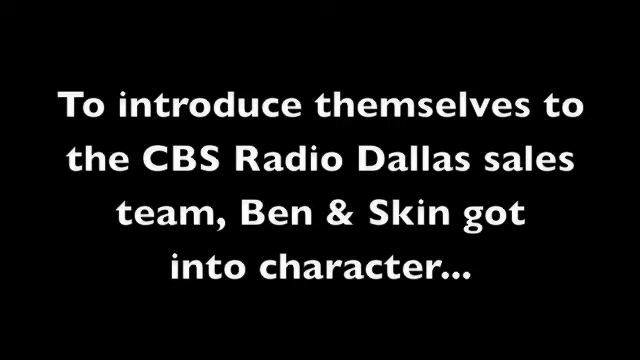 To introduce themselves to
the CBS Radio Dallas sales
team, Ben & Skin got
into character...